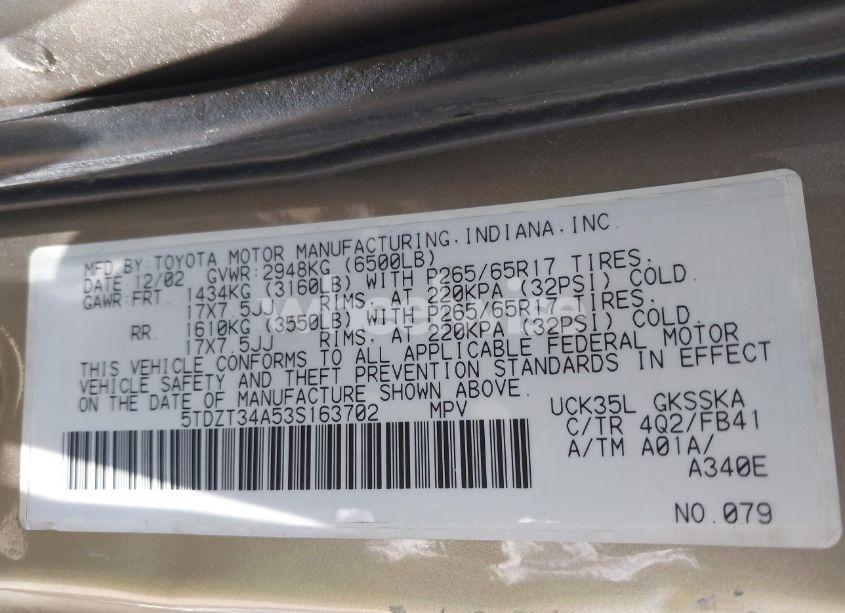 MFD.BY:TOYOTA MOTOR MANUFACTURING.INDIANA,INC.
DATE 12/02 GVWR:2948KG (6500LB)
GAWR:FRT. 1434KG (3160LB) WITH P265/65R17 TIRES.
17X7.5JJ RIMS. AT 220KPA (32PSI) COLD.
RR. 1610KG (3550LB) WITH P265/65R17 TIRES.
17X7.5JJ RIMS. AT 220KPA (32PSI) COLD.
THIS VEHICLE CONFORMS TO ALL APPLICABLE FEDERAL MOTOR
VEHICLE SAFETY AND THEFT PREVENTION STANDARDS IN EFFECT
ON THE DATE OF MANUFACTURE SHOWN ABOVE.
5TDZT34A53S163702 MPV
UCK35L GKSSKA
C/TR 4Q2/FB41
A/TM A01A/
A340E
NO.079